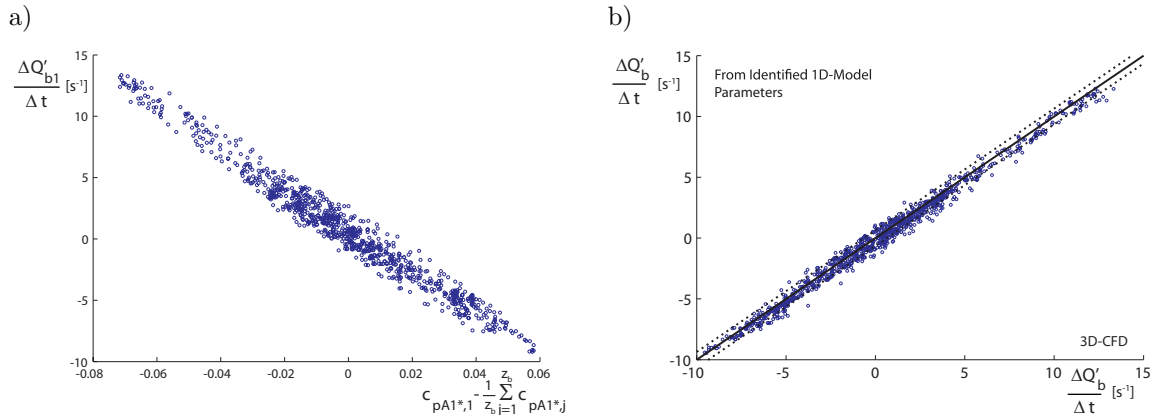 a)
ΔQ′b1 / Δt [s⁻¹]
15
10
5
0
-5
-10
-0.08 -0.06 -0.04 -0.02 0 0.02 0.04 0.06
c pA1*,1 - 1/zb Σ j=1 zb c pA1*,j
b)
ΔQ′b / Δt [s⁻¹]
From Identified 1D-Model
Parameters
15
10
5
0
-5
-10
3D-CFD
-10 -5 0 5 10 15
ΔQ′b / Δt [s⁻¹]